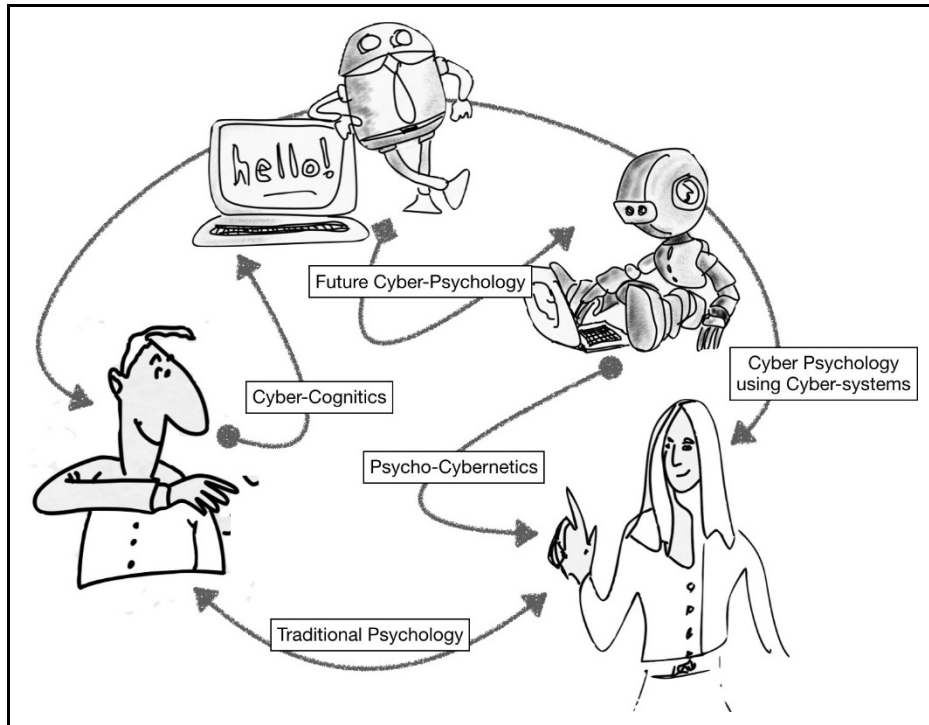 hello!
Future Cyber-Psychology
Cyber-Cognitics
Cyber Psychology
using Cyber-systems
Psycho-Cybernetics
Traditional Psychology